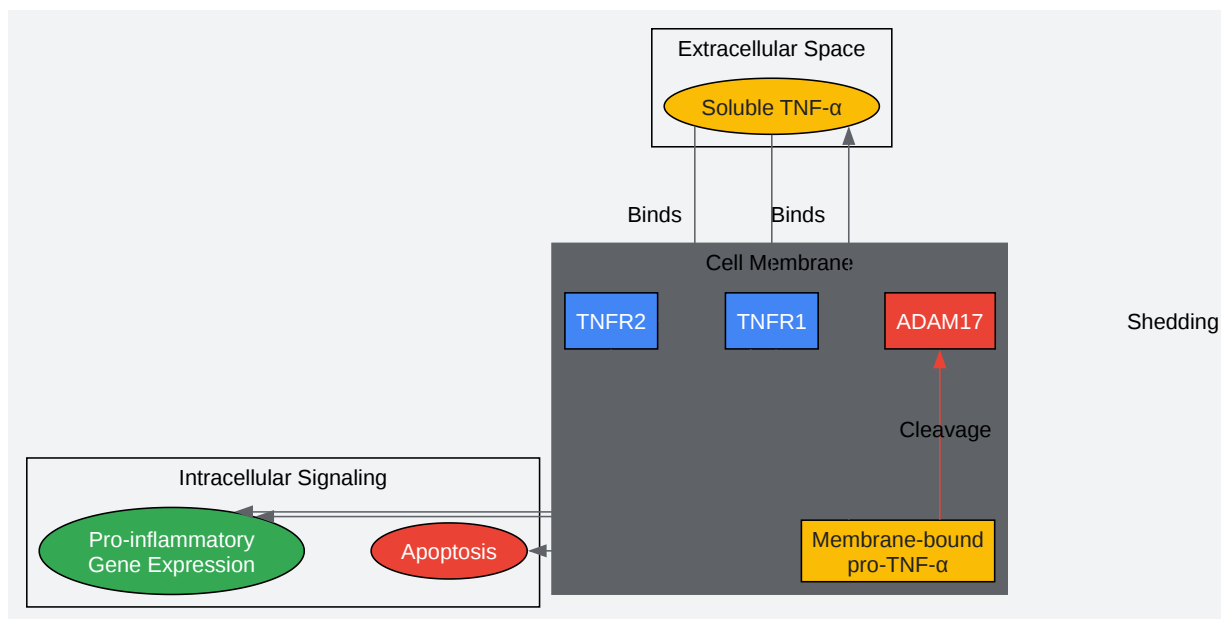 Extracellular Space
Soluble TNF-α
Binds
Binds
Cell Membrane
TNFR2
TNFR1
ADAM17
Shedding
Cleavage
Intracellular Signaling
Pro-inflammatory
Gene Expression
Apoptosis
Membrane-bound
pro-TNF-α